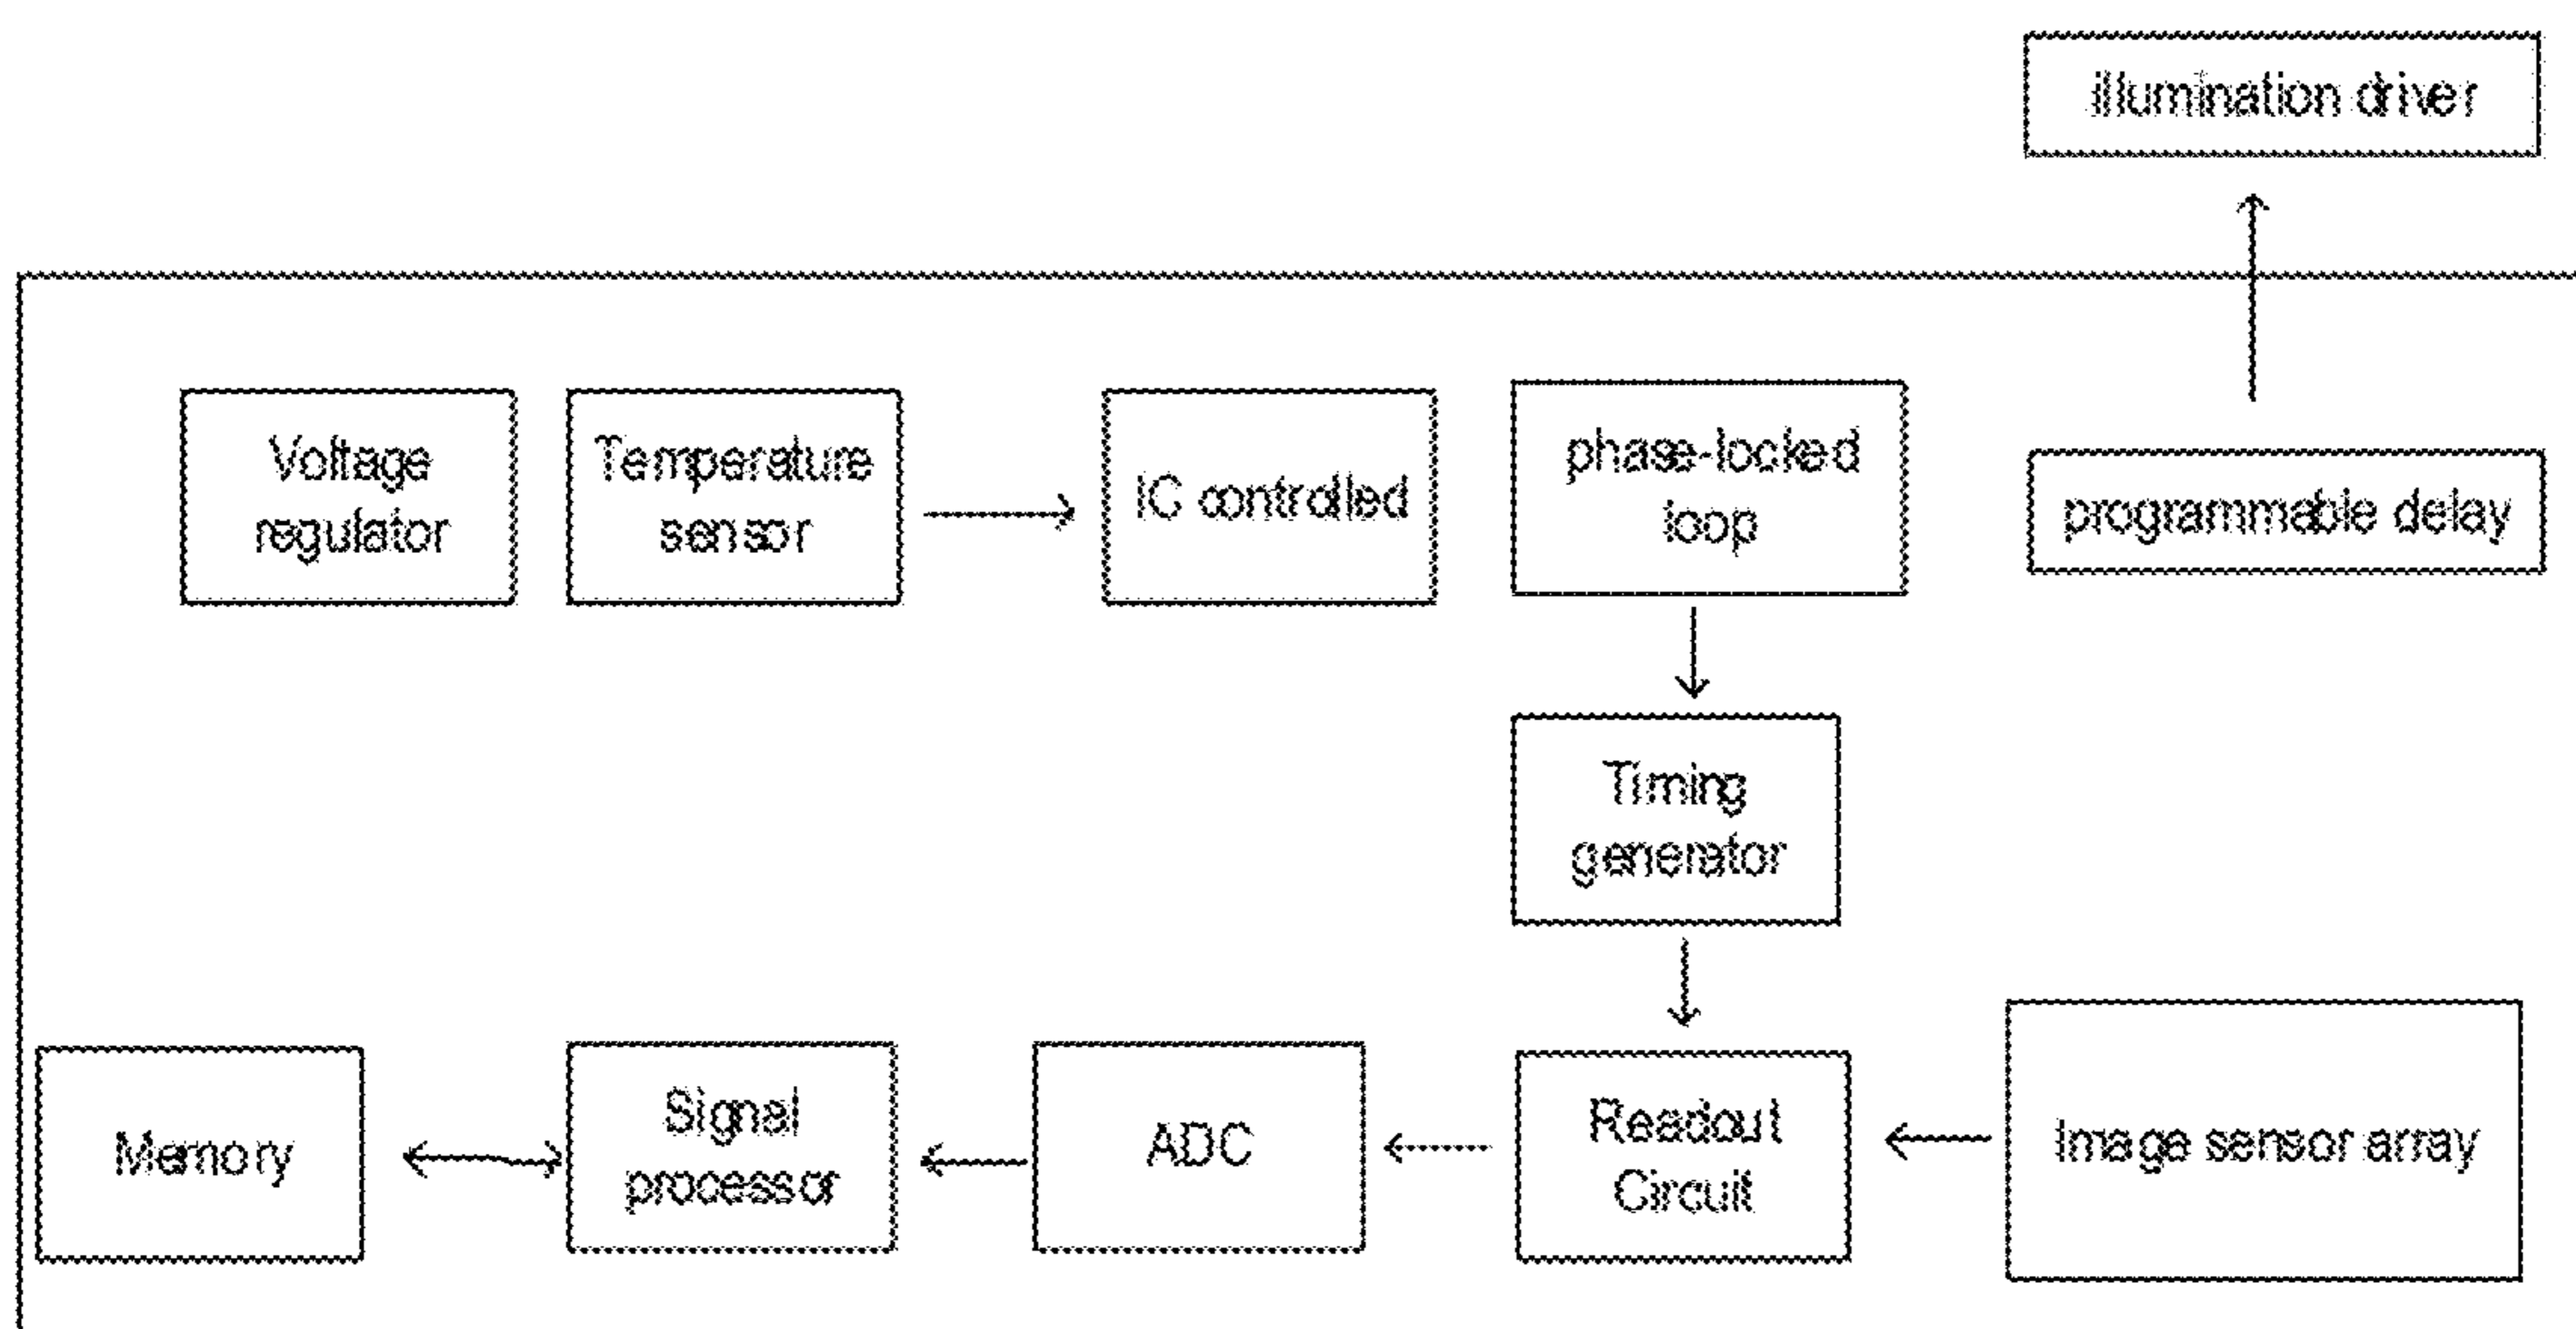 illumination driver
Voltage
regulator
Temperature
sensor
IC controlled
phase-locked
loop
programmable delay
Timing
generator
Memory
Signal
processor
ADC
Readout
Circuit
Image sensor array